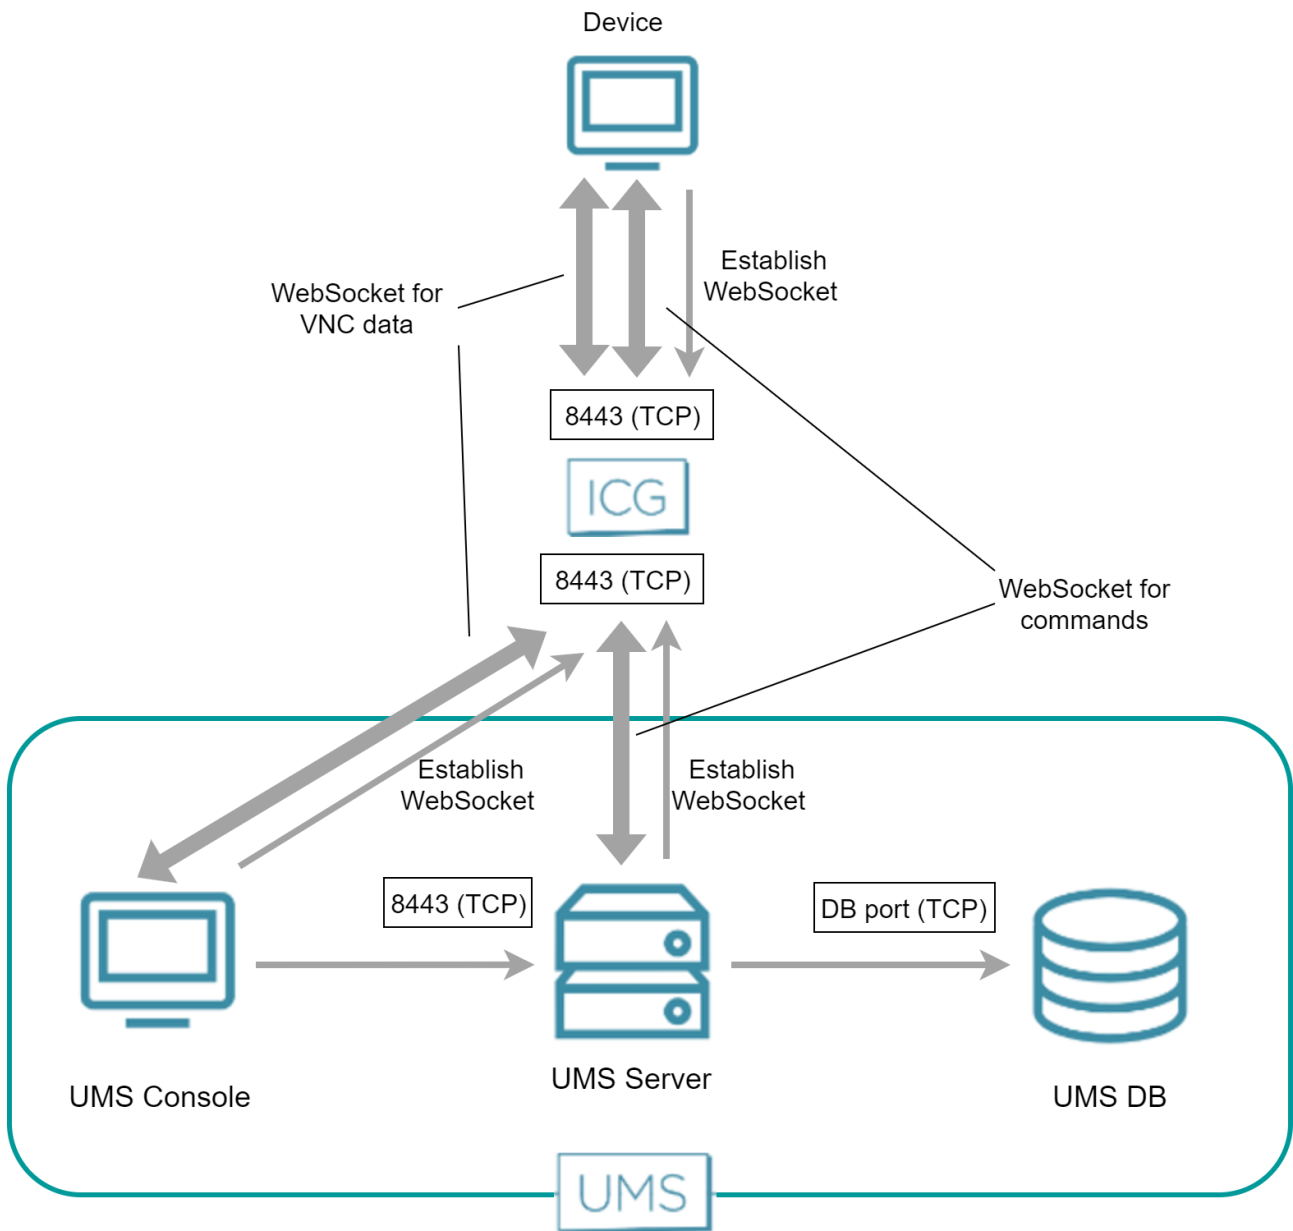 Device
Establish
WebSocket
WebSocket for
VNC data
8443 (TCP)
ICG
8443 (TCP)
WebSocket for
commands
Establish
WebSocket
Establish
WebSocket
8443 (TCP)
DB port (TCP)
UMS Console
UMS Server
UMS DB
UMS